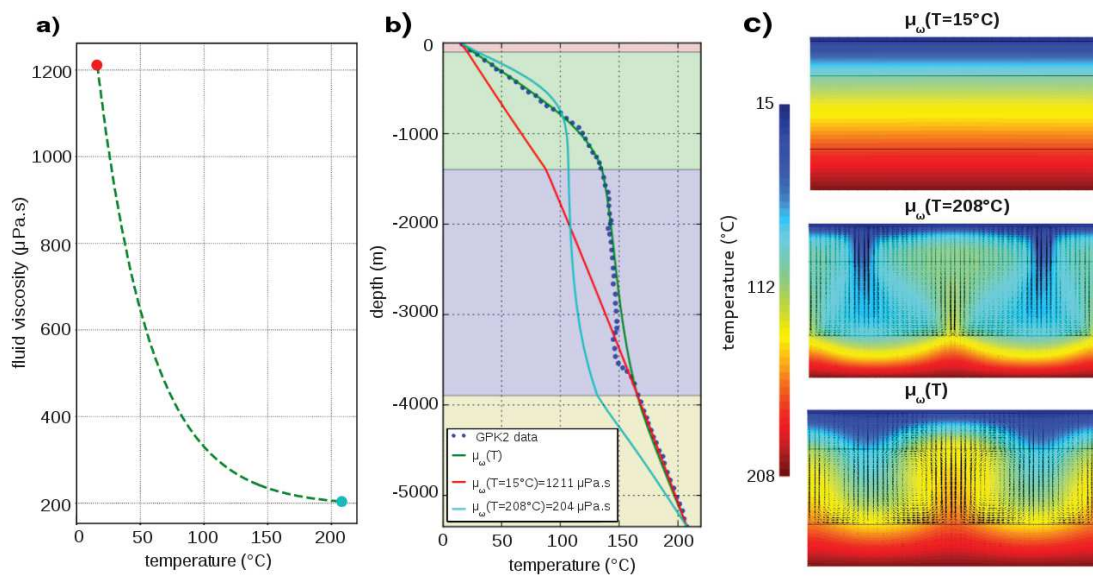 a)
1200
1000
800
600
400
200
0
50
100
150
200
fluid viscosity (μPa.s)
temperature (°C)
b)
0
-1000
-2000
-3000
-4000
-5000
0
50
100
150
200
depth (m)
temperature (°C)
GPK2 data
μω(T)
μω(T=15°C)=1211 μPa.s
μω(T=208°C)=204 μPa.s
c)
15
112
208
temperature (°C)
μω(T=15°C)
μω(T=208°C)
μω(T)